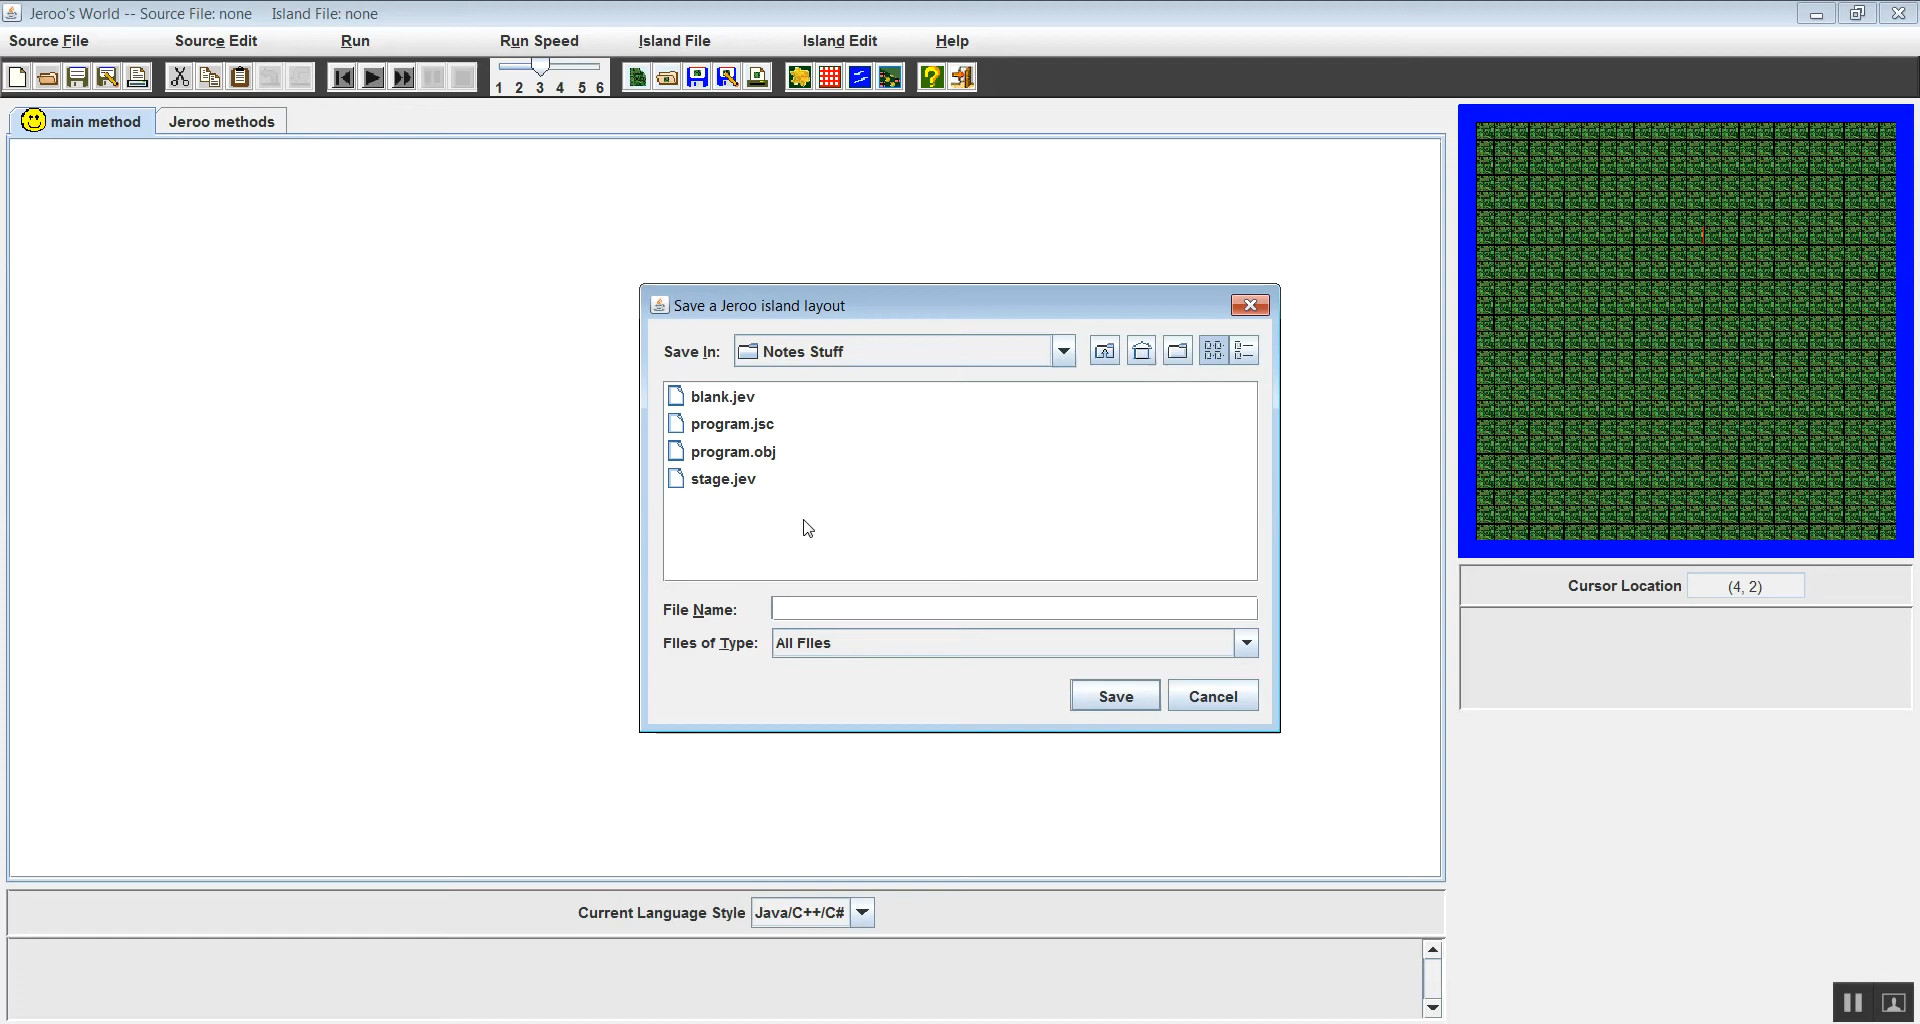 Jeroo's World -- Source File: none    Island File: none
Source File    Source Edit    Run    Run Speed    Island File    Island Edit    Help
1 2 3 4 5 6
main method    Jeroo methods
Save a Jeroo island layout
Save In: Notes Stuff
blank.jev
program.jsc
program.obj
stage.jev
File Name:
Files of Type: All Files
Save    Cancel
Cursor Location (4, 2)
Current Language Style Java/C++/C#